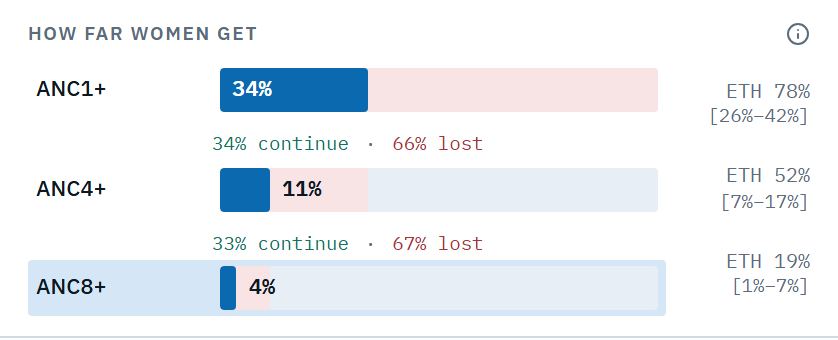 HOW FAR WOMEN GET
ANC1+ 34% ETH 78%
[26%–42%]
34% continue · 66% lost
ANC4+ 11% ETH 52%
[7%–17%]
33% continue · 67% lost
ANC8+ 4% ETH 19%
[1%–7%]